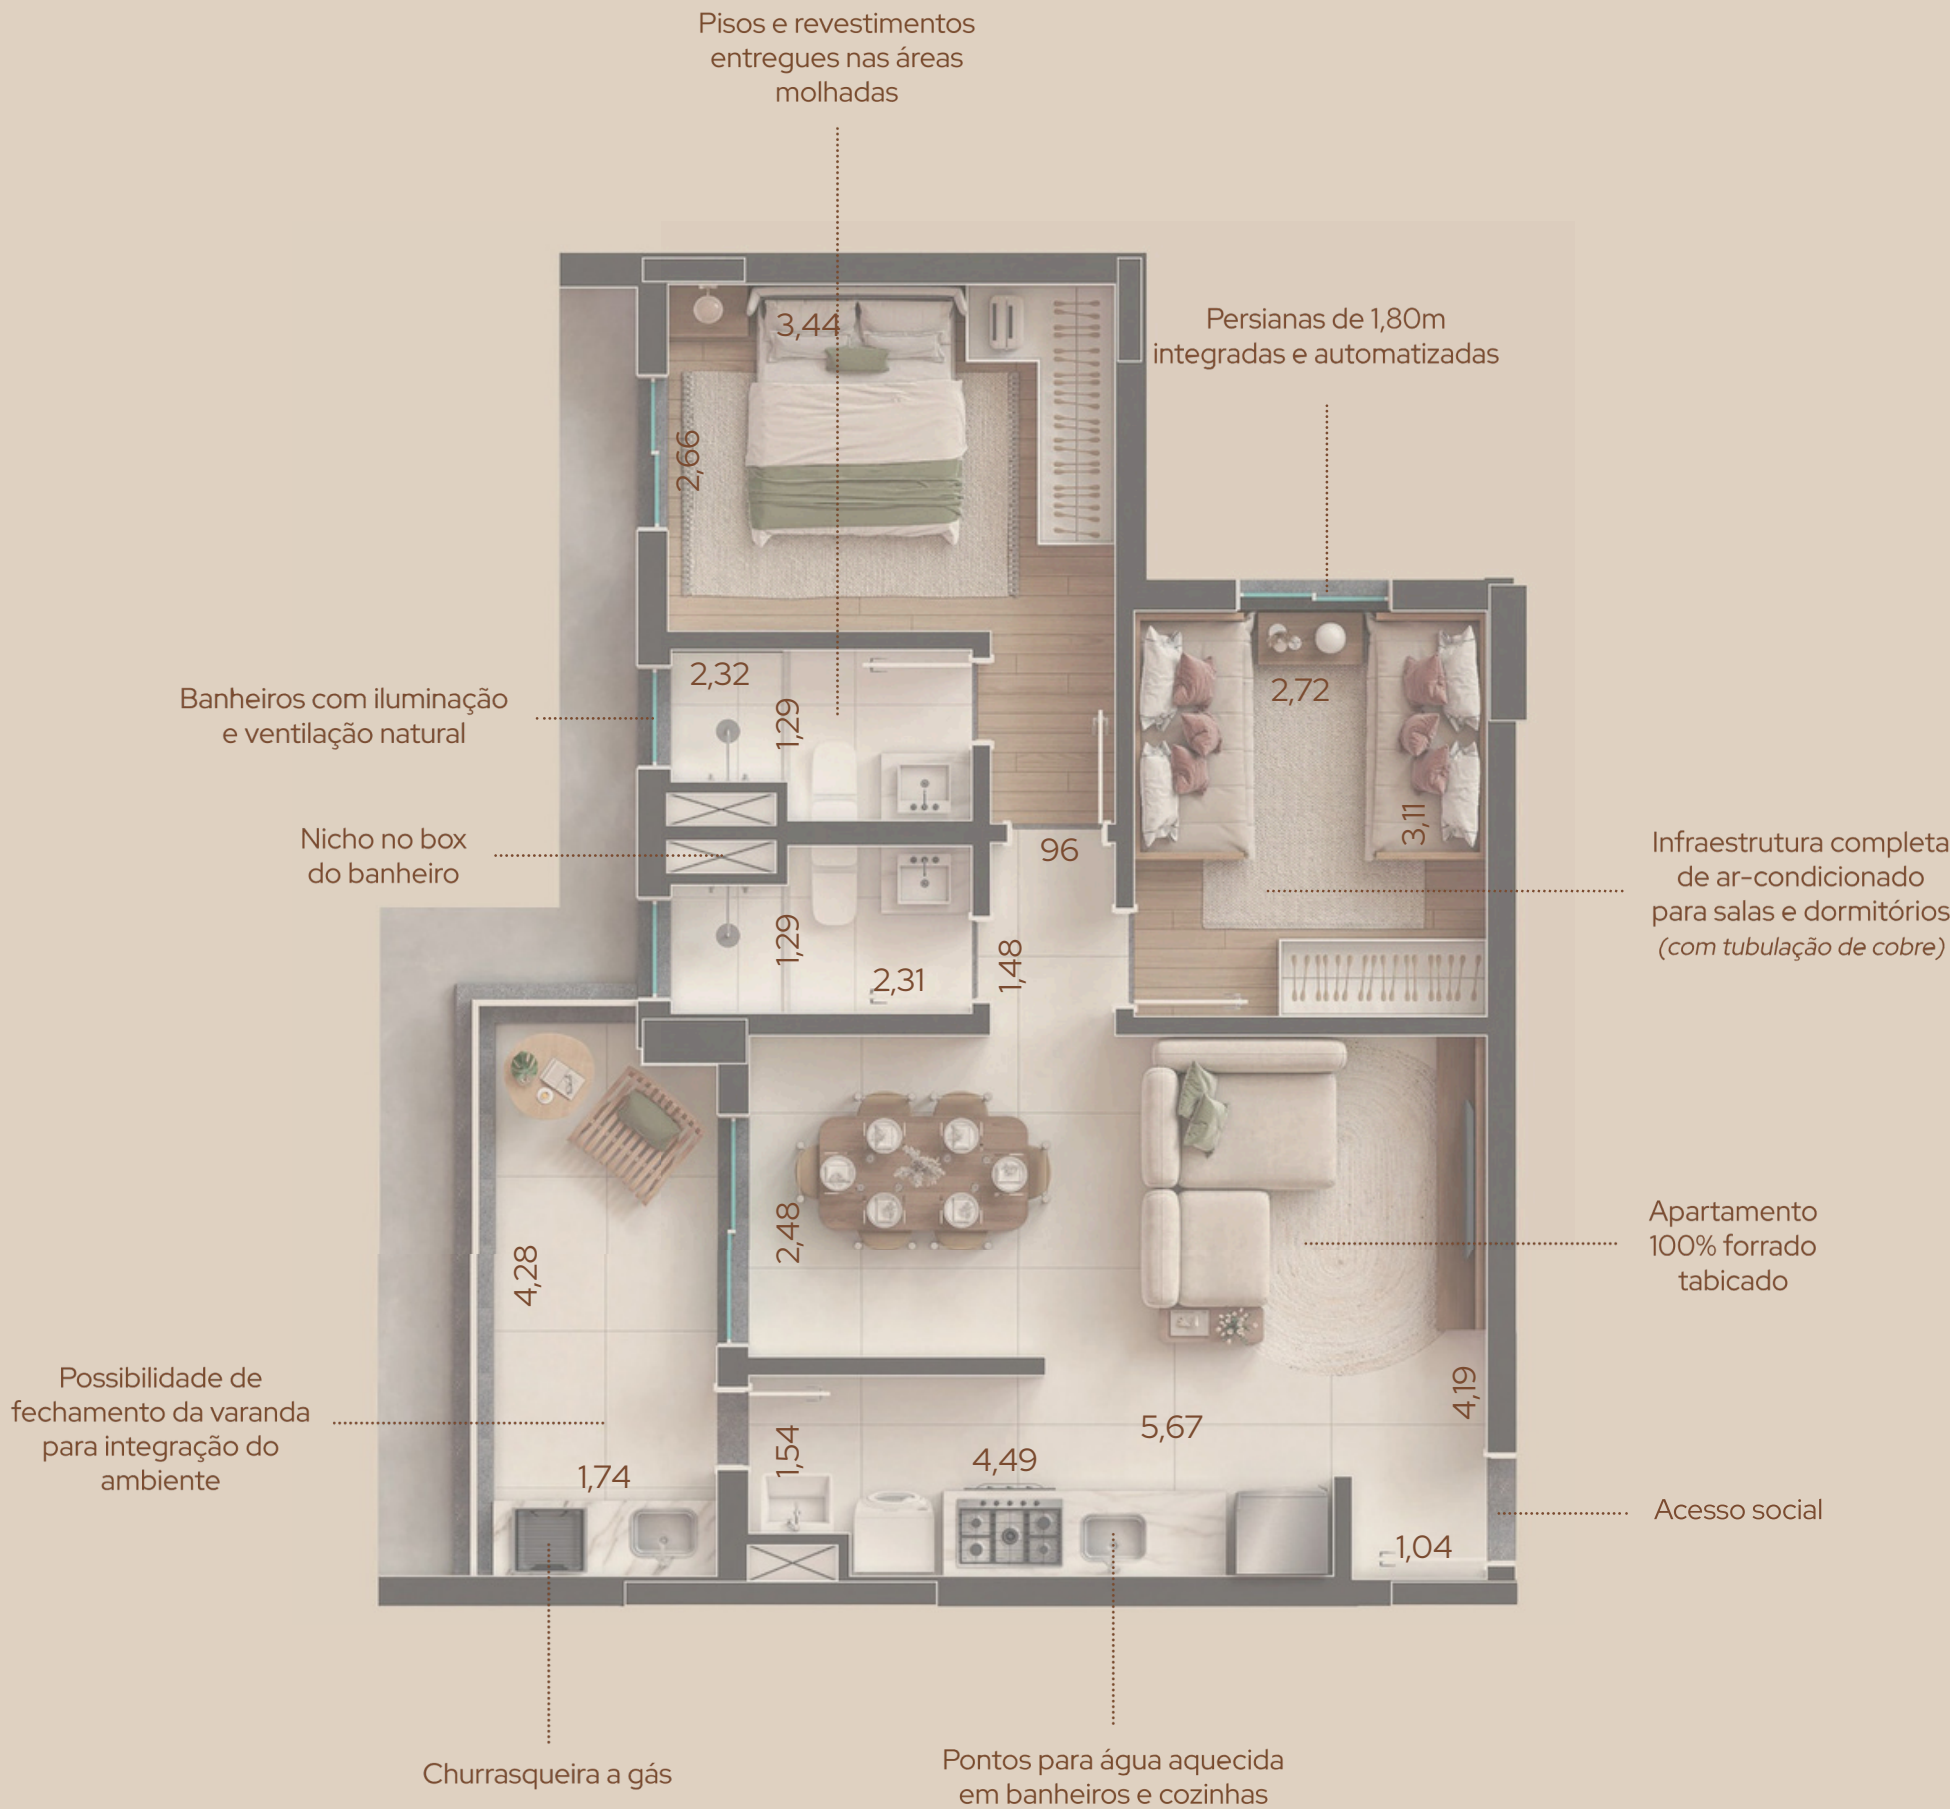 Pisos e revestimentos
entregues nas áreas
molhadas
Persianas de 1,80m
integradas e automatizadas
3,44
2,66
Banheiros com iluminação
e ventilação natural
2,32
1,29
2,72
3,11
Nicho no box
do banheiro
96
Infraestrutura completa
de ar-condicionado
para salas e dormitórios
(com tubulação de cobre)
1,29
2,31
1,48
2,48
4,28
Apartamento
100% forrado
tabicado
Possibilidade de
fechamento da varanda
para integração do
ambiente
4,19
5,67
1,54
4,49
1,74
Acesso social
1,04
Churrasqueira a gás
Pontos para água aquecida
em banheiros e cozinhas